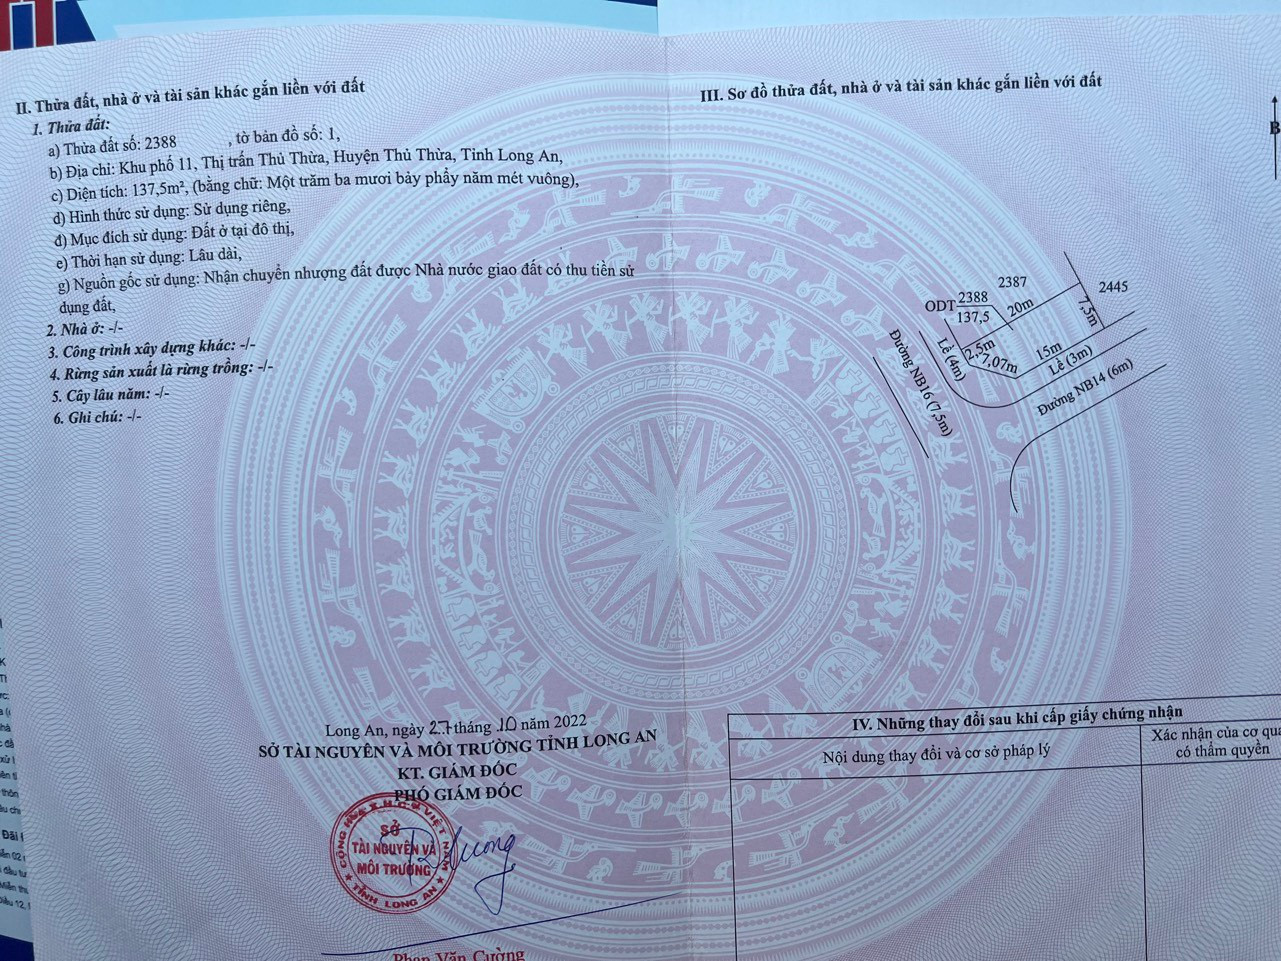 II. Thửa đất, nhà ở và tài sản khác gắn liền với đất
1. Thửa đất:
a) Thửa đất số: 2388 , tờ bản đồ số: 1,
b) Địa chỉ: Khu phố 11, Thị trấn Thủ Thừa, Huyện Thủ Thừa, Tỉnh Long An,
c) Diện tích: 137,5m², (bằng chữ: Một trăm ba mươi bảy phẩy năm mét vuông),
d) Hình thức sử dụng: Sử dụng riêng,
đ) Mục đích sử dụng: Đất ở tại đô thị,
e) Thời hạn sử dụng: Lâu dài,
g) Nguồn gốc sử dụng: Nhận chuyển nhượng đất được Nhà nước giao đất có thu tiền sử
dụng đất,
2. Nhà ở: -/-
3. Công trình xây dựng khác: -/-
4. Rừng sản xuất là rừng trồng: -/-
5. Cây lâu năm: -/-
6. Ghi chú: -/-
Long An, ngày 27 tháng 10 năm 2022
SỞ TÀI NGUYÊN VÀ MÔI TRƯỜNG TỈNH LONG AN
KT. GIÁM ĐỐC
PHÓ GIÁM ĐỐC
CỘNG HÒA X.H.C.N VIỆT NAM
SỞ
TÀI NGUYÊN VÀ
MÔI TRƯỜNG
TỈNH LONG AN
Phan Văn Cường
III. Sơ đồ thửa đất, nhà ở và tài sản khác gắn liền với đất
B
2387
2445
ODT 2388
137,5
20m
7,5m
2,5m
7,07m
15m
Lề (4m)
Lề (3m)
Đường NB16 (7,5m)
Đường NB14 (6m)
IV. Những thay đổi sau khi cấp giấy chứng nhận
Nội dung thay đổi và cơ sở pháp lý
Xác nhận của cơ qua
có thẩm quyền